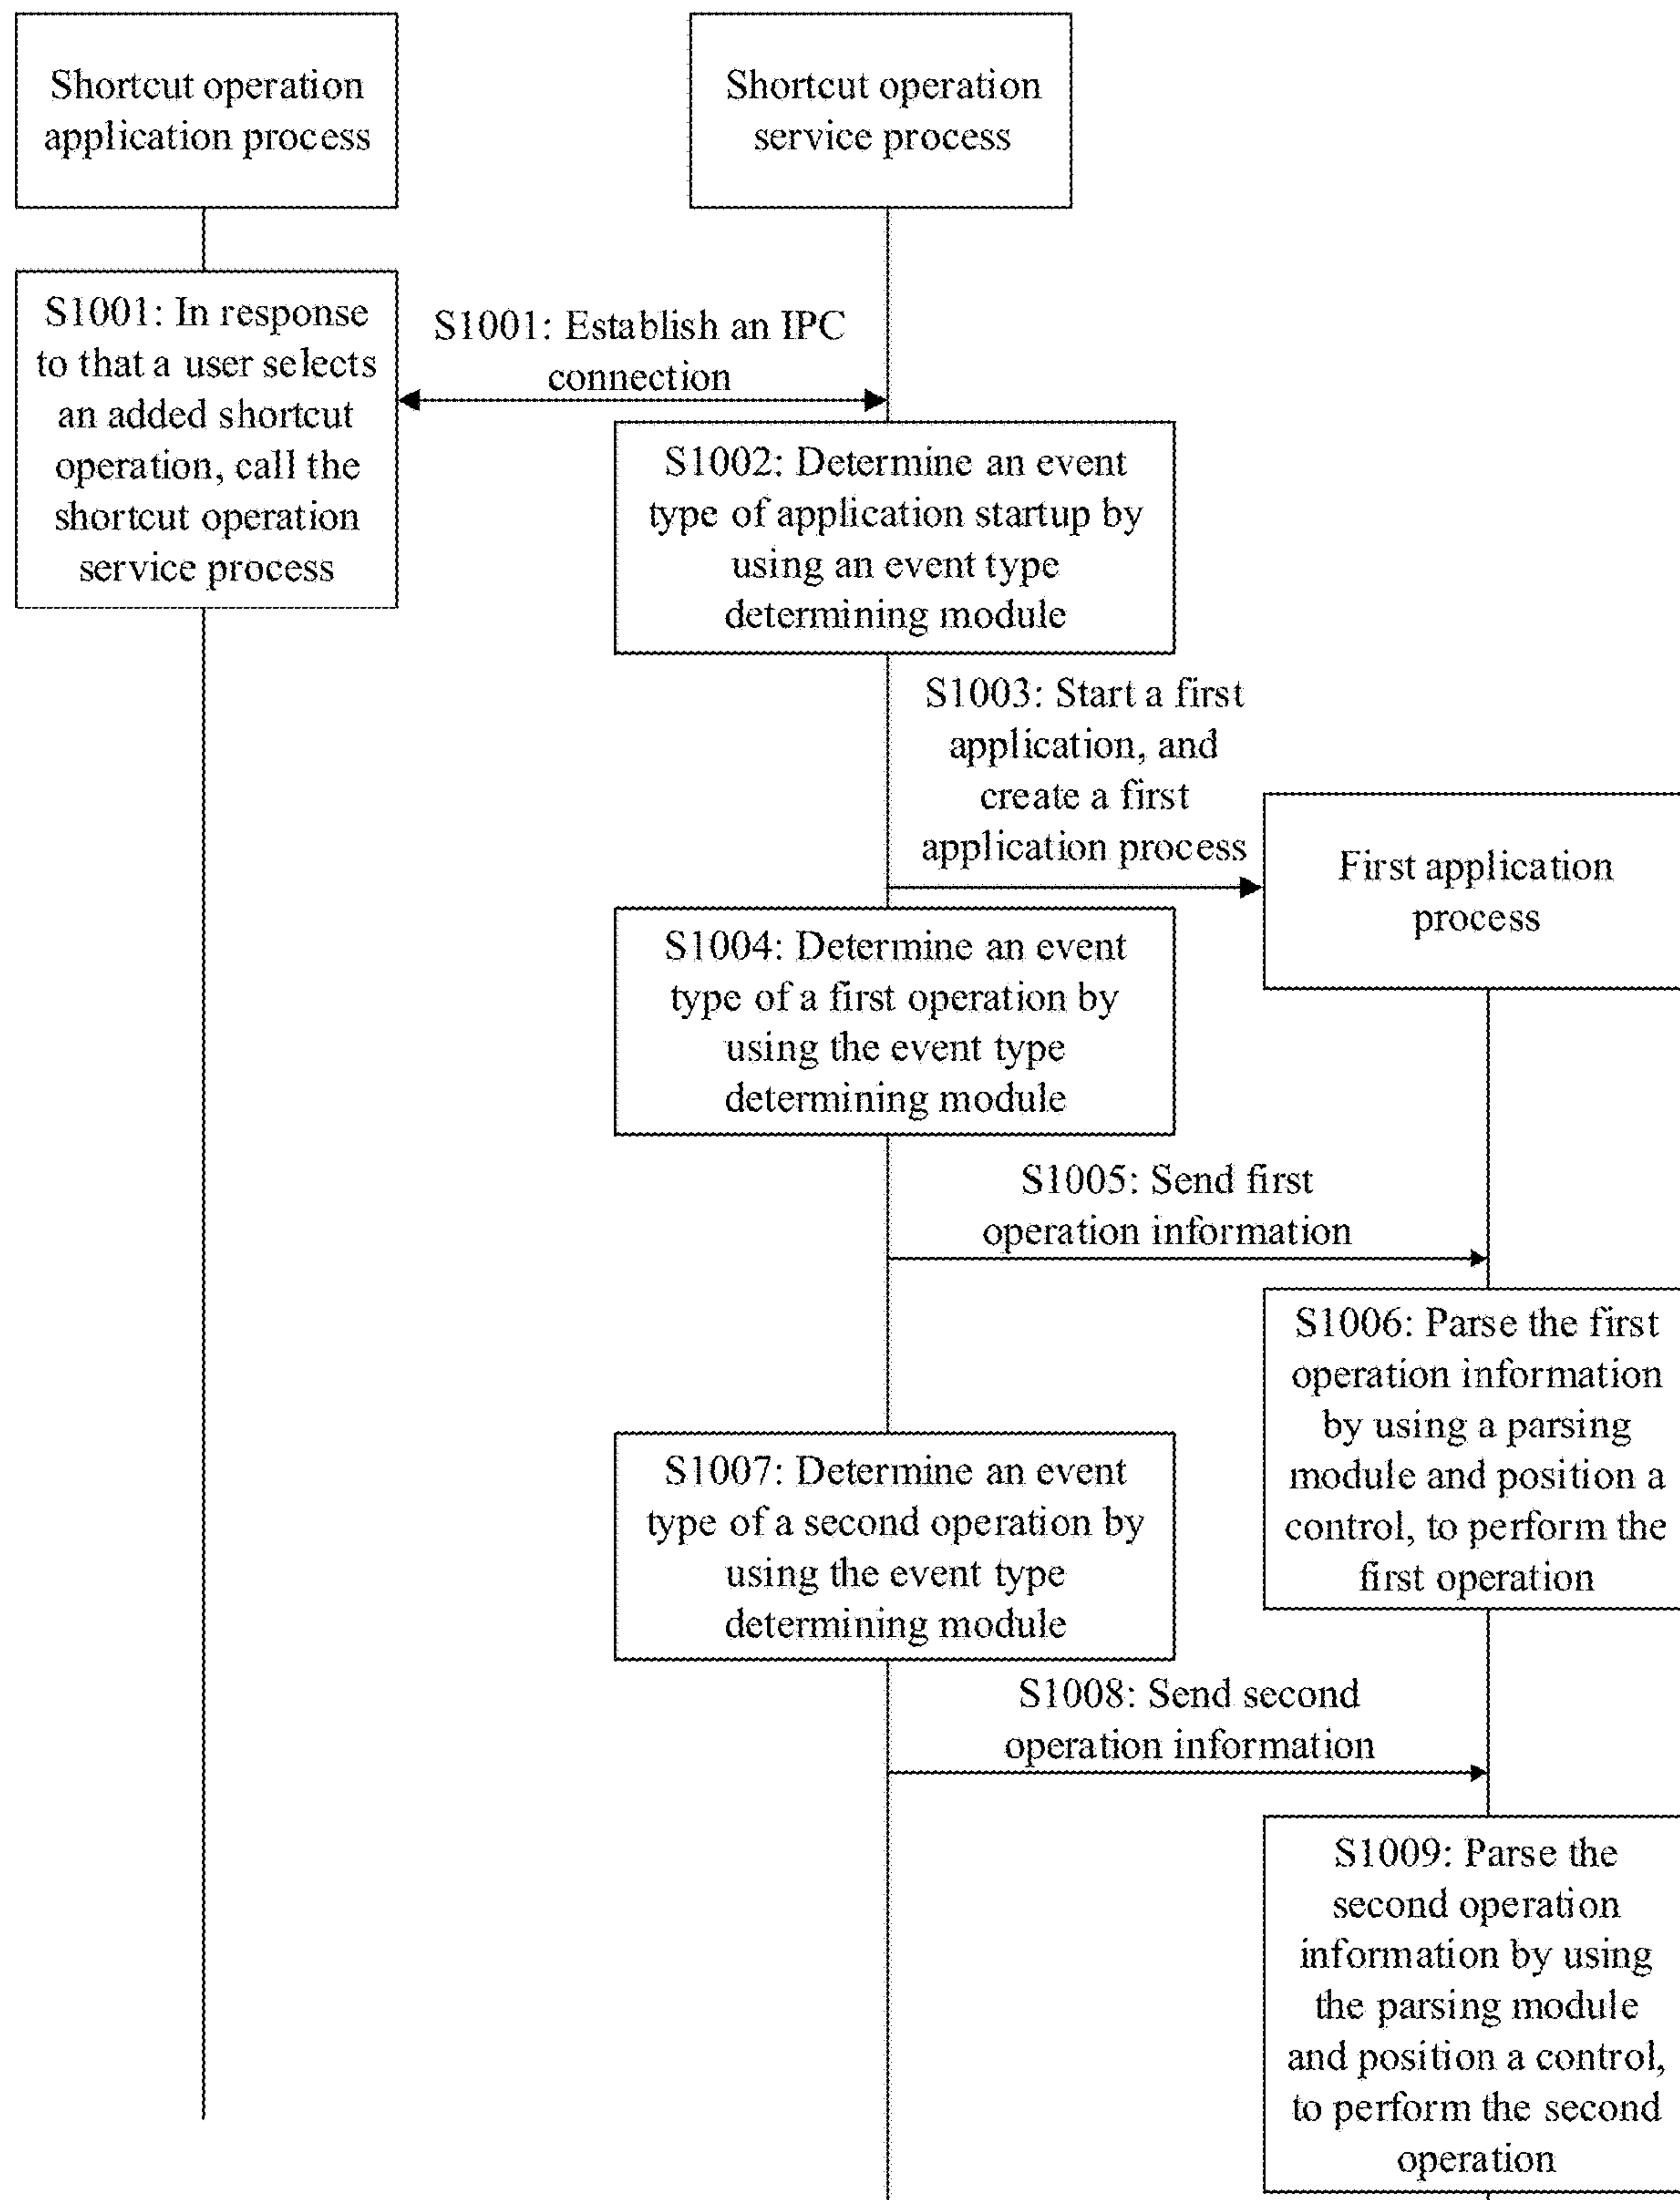 Shortcut operation
application process
Shortcut operation
service process
S1001: In response
to that a user selects
an added shortcut
operation, call the
shortcut operation
service process
S1001: Establish an IPC
connection
S1002: Determine an event
type of application startup by
using an event type
determining module
S1003: Start a first
application, and
create a first
application process
First application
process
S1004: Determine an event
type of a first operation by
using the event type
determining module
S1005: Send first
operation information
S1006: Parse the first
operation information
by using a parsing
module and position a
control, to perform the
first operation
S1007: Determine an event
type of a second operation by
using the event type
determining module
S1008: Send second
operation information
S1009: Parse the
second operation
information by using
the parsing module
and position a control,
to perform the second
operation